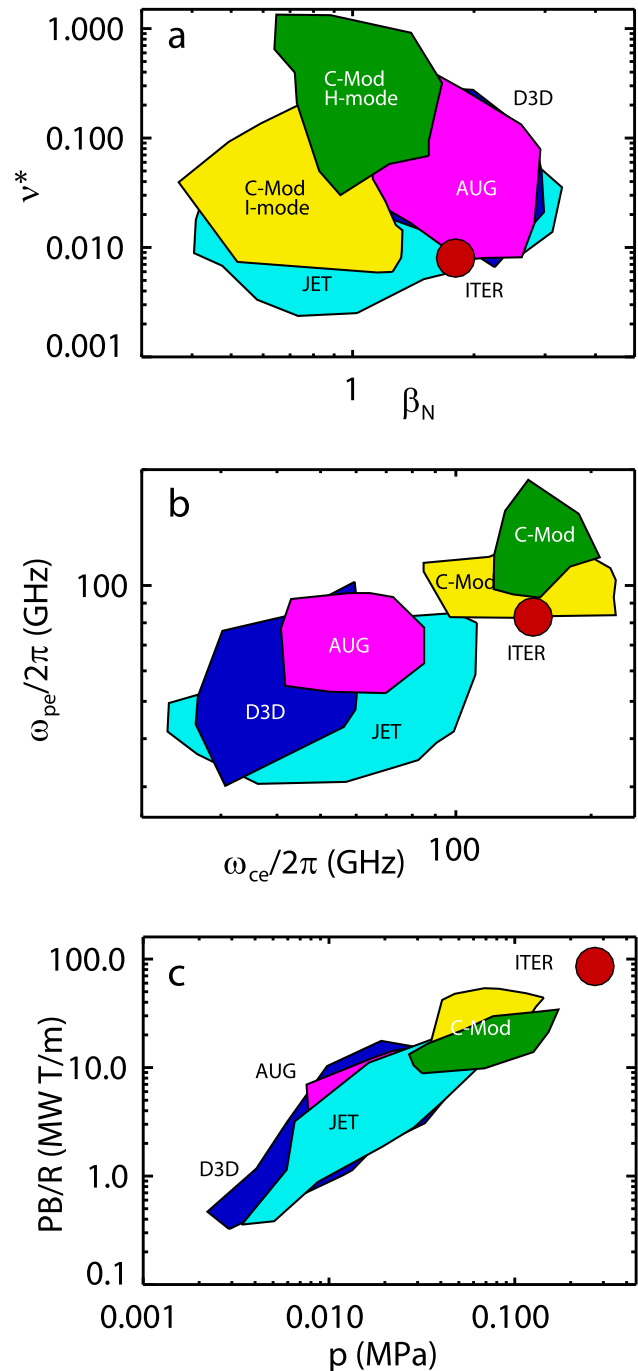 a
1.000
0.100
0.010
0.001
ν*
C-Mod
H-mode
D3D
C-Mod
I-mode
AUG
JET
ITER
1
β_N
b
100
ω_pe/2π (GHz)
C-Mod
C-Mod
ITER
AUG
D3D
JET
100
ω_ce/2π (GHz)
c
100.0
10.0
1.0
0.1
PB/R (MW T/m)
ITER
C-Mod
AUG
JET
D3D
0.001
0.010
0.100
p (MPa)